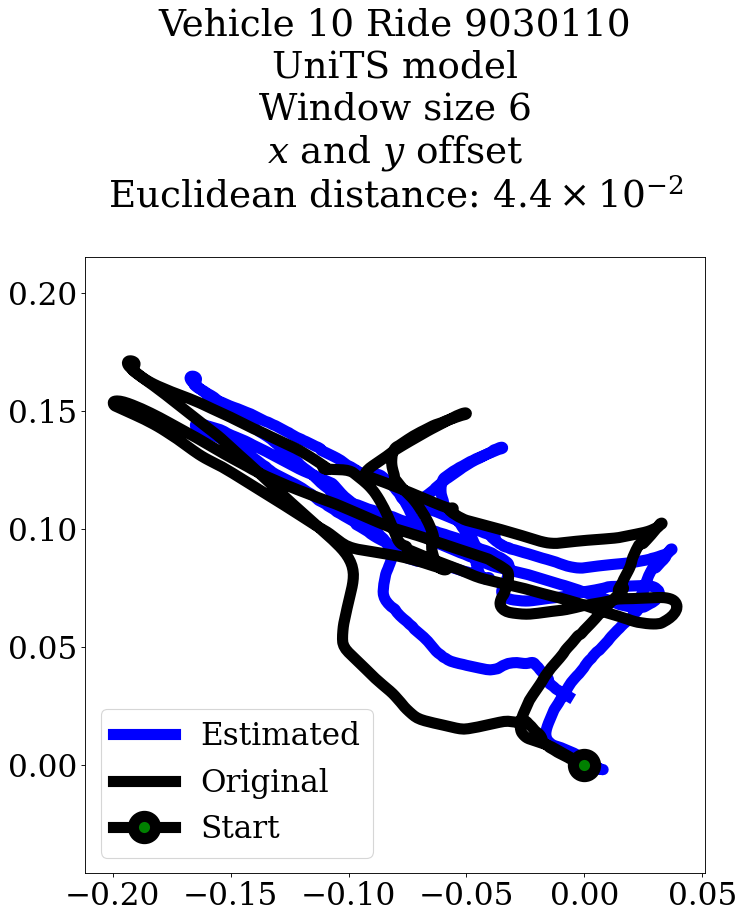 Vehicle 10 Ride 9030110
UniTS model
Window size 6
x and y offset
Euclidean distance: 4.4 × 10⁻²
0.20
0.15
0.10
0.05
0.00
Estimated
Original
Start
−0.20 −0.15 −0.10 −0.05 0.00 0.05